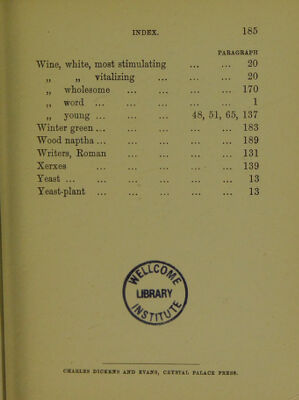 INDEX. 185
PARAGRAPH
Wine, white, most stimulating ... ... 20
„ „ vitalizing ... ... ... 20
„ wholesome ... ... ... ... 170
„ word ... ... ... ... ... 1
„ young ... ... ... 48, 51, 65, 137
Winter green ... ... ... ... ... 183
Wood naptha ... ... ... ... ... 189
Writers, Roman ... ... ... ... 131
Xerxes ... ... ... ... ... 139
Yeast ... ... ... ... ... ... 13
Yeast-plant ... ... ... ... ... 13
WELLCOME
LIBRARY
INSTITUTE
CHARLES DICKENS AND EVANS, CRYSTAL PALACE PRESS.